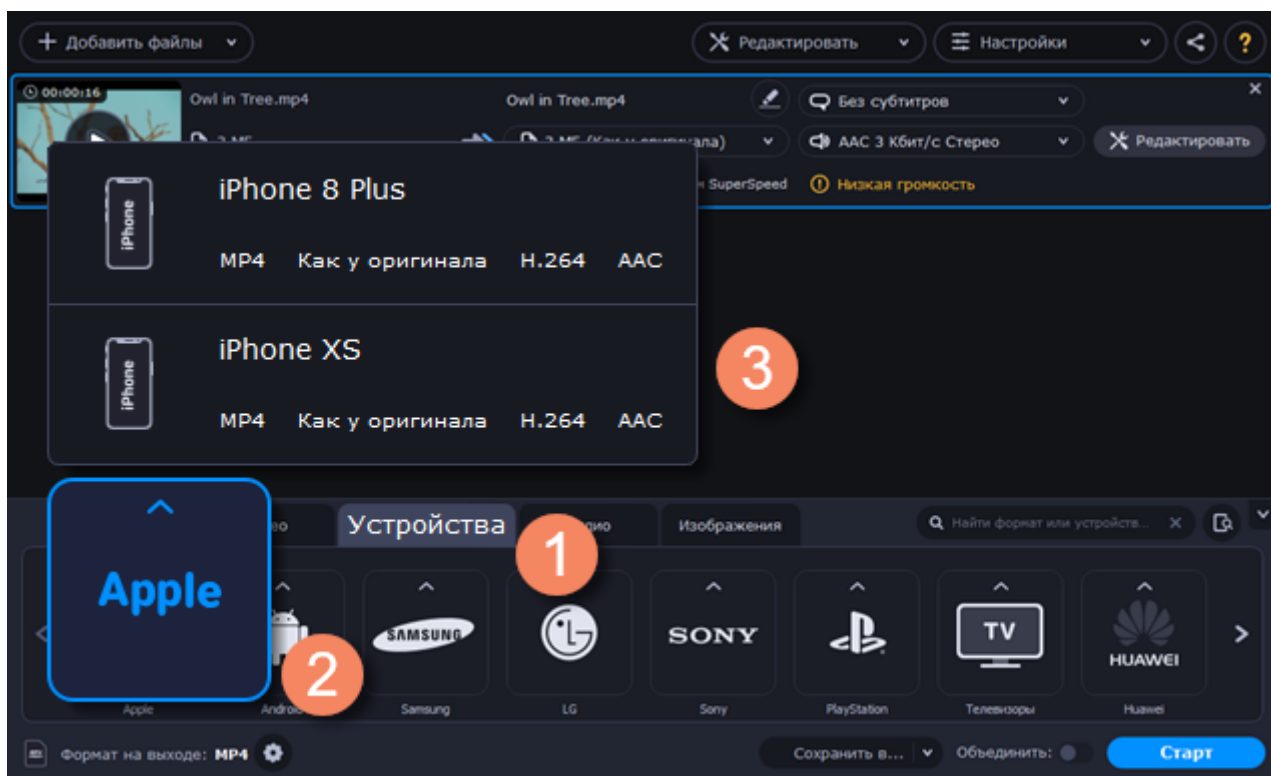 Добавить файлы
Редактировать
Настройки
?
00:00:16
Owl in Tree.mp4
Owl in Tree.mp4
Без субтитров
AAC 3 Кбит/с Стерео
Редактировать
SuperSpeed
Низкая громкость
iPhone
iPhone 8 Plus
MP4 Как у оригинала H.264 AAC
iPhone
iPhone XS
MP4 Как у оригинала H.264 AAC
3
Устройства
1
Изображения
Найти формат или устройств...
Apple
2
SAMSUNG
LG
SONY
TV
HUAWEI
Apple
Samsung
LG
Sony
PlayStation
Телевизоры
Huawei
Формат на выходе: MP4
Сохранить в...
Объединить:
Старт